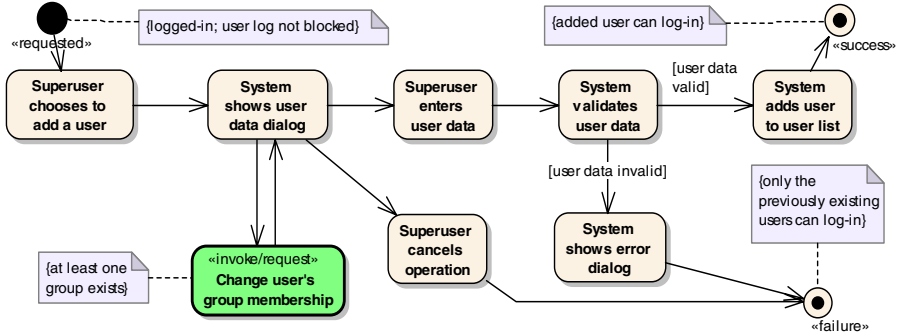 {logged-in; user log not blocked}
{added user can log-in}
«requested»
«success»
Superuser
chooses to
add a user
System
shows user
data dialog
Superuser
enters
user data
System
validates
user data
[user data
valid]
System
adds user
to user list
[user data invalid]
{only the
previously existing
users can log-in}
Superuser
cancels
operation
System
shows error
dialog
{at least one
group exists}
«invoke/request»
Change user's
group membership
«failure»